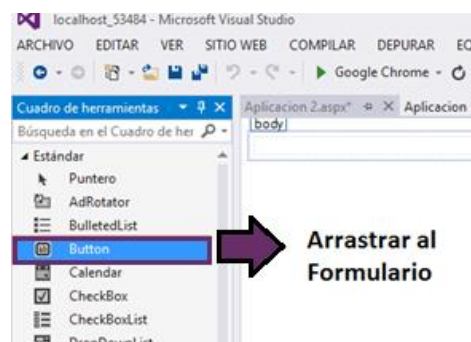 localhost_53484 - Microsoft Visual Studio
ARCHIVO EDITAR VER SITIO WEB COMPILAR DEPURAR EQ
Google Chrome
Cuadro de herramientas
Aplicacion 2.aspx* Aplicacion
Búsqueda en el Cuadro de her
body
Estándar
Puntero
AdRotator
BulletedList
Button
Calendar
CheckBox
CheckBoxList
DropDownList
Arrastrar al
Formulario